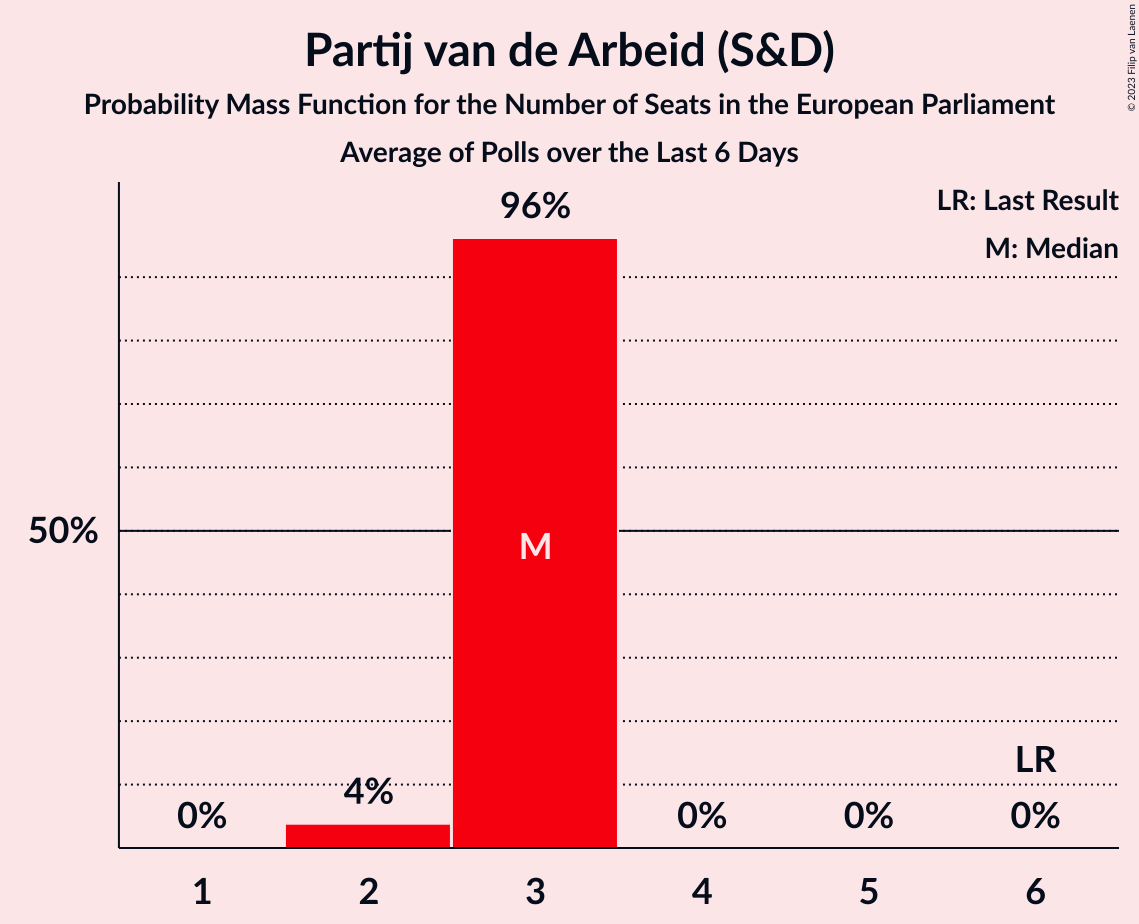 Partij van de Arbeid (S&D)
Probability Mass Function for the Number of Seats in the European Parliament
Average of Polls over the Last 6 Days
© 2023 Filip van Laenen
LR: Last Result
M: Median
96%
50%
M
LR
4%
0%
0%
0%
0%
1
2
3
4
5
6